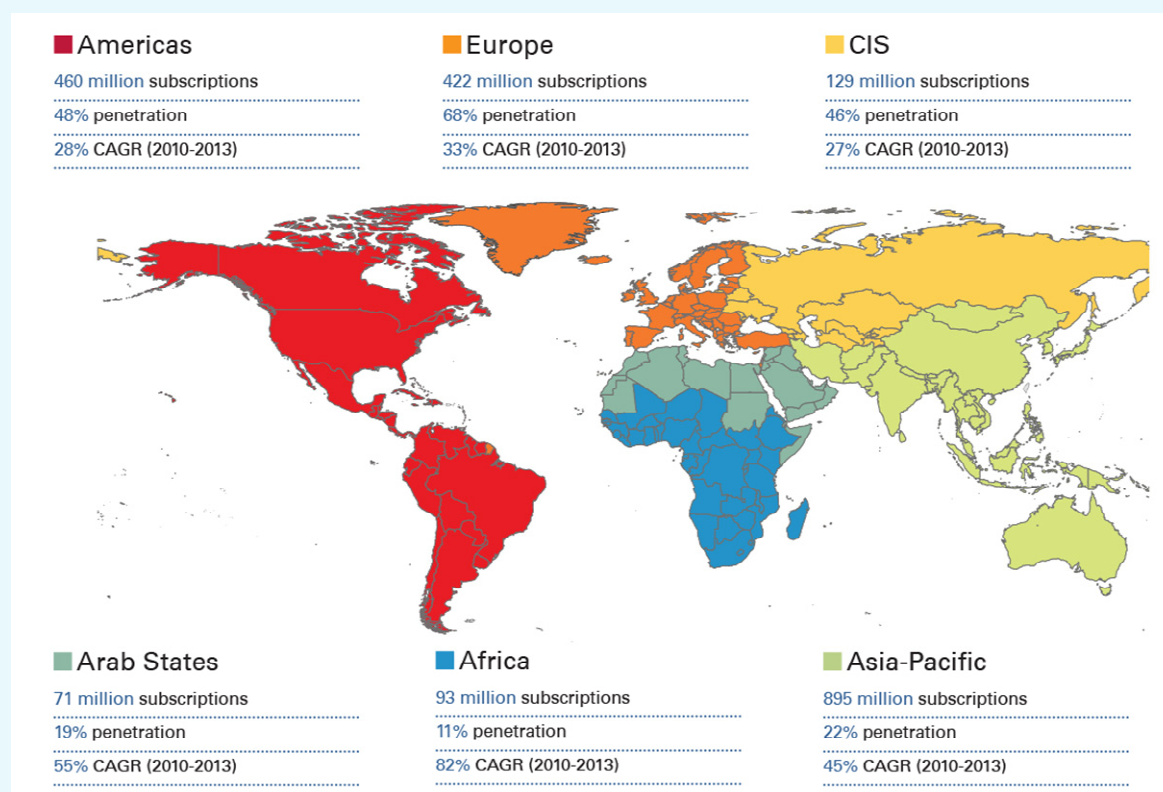 Americas
460 million subscriptions
48% penetration
28% CAGR (2010-2013)
Europe
422 million subscriptions
68% penetration
33% CAGR (2010-2013)
CIS
129 million subscriptions
46% penetration
27% CAGR (2010-2013)
Arab States
71 million subscriptions
19% penetration
55% CAGR (2010-2013)
Africa
93 million subscriptions
11% penetration
82% CAGR (2010-2013)
Asia-Pacific
895 million subscriptions
22% penetration
45% CAGR (2010-2013)